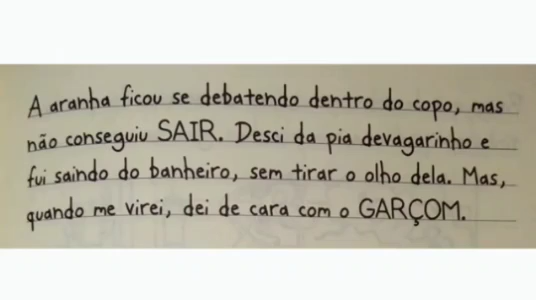 A aranha ficou se debatendo dentro do copo, mas
não conseguiu SAIR. Desci da pia devagarinho e
fui saindo do banheiro, sem tirar o olho dela. Mas,
quando me virei, dei de cara com o GARÇOM.